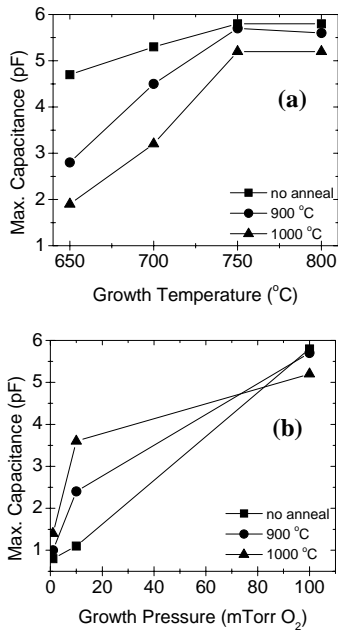 6
5
4
3
2
1
Max. Capacitance (pF)
(a)
no anneal
900 °C
1000 °C
650 700 750 800
Growth Temperature (°C)
6
5
4
3
2
1
Max. Capacitance (pF)
(b)
no anneal
900 °C
1000 °C
0 20 40 60 80 100
Growth Pressure (mTorr O₂)